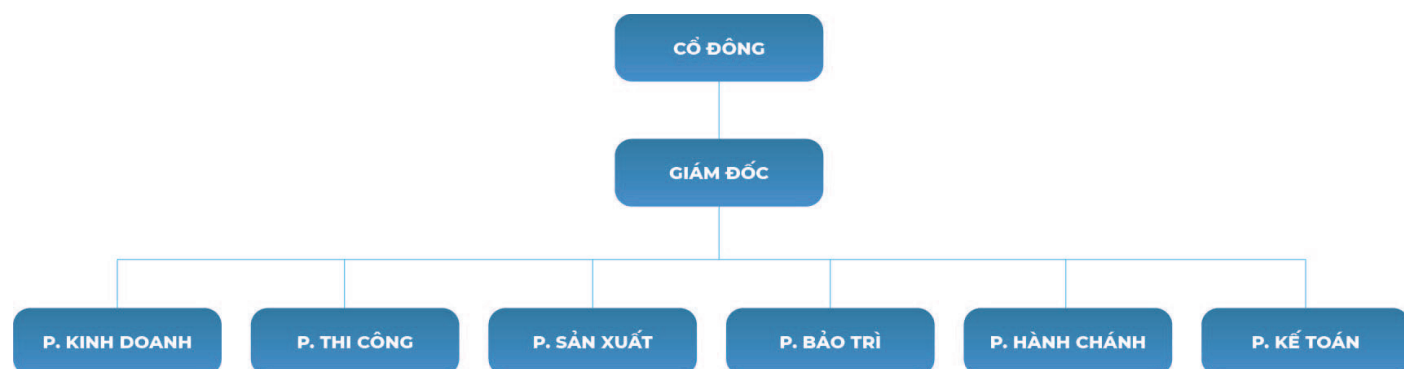 CỔ ĐÔNG
GIÁM ĐỐC
P. KINH DOANH
P. THI CÔNG
P. SẢN XUẤT
P. BẢO TRÌ
P. HÀNH CHÁNH
P. KẾ TOÁN